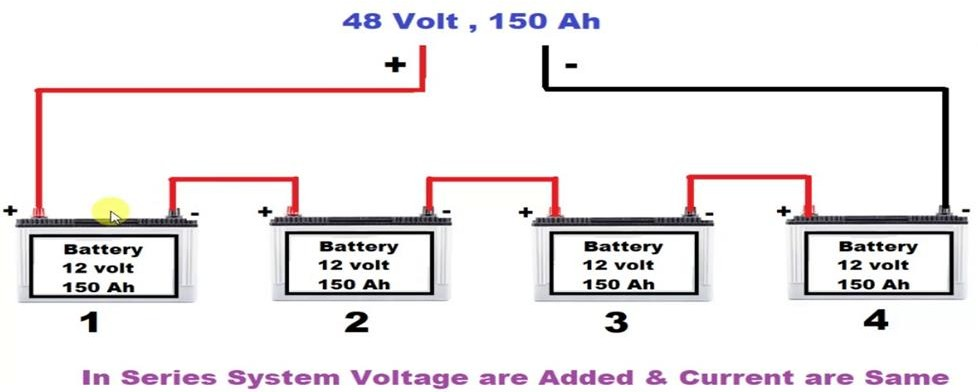 48 Volt , 150 Ah
+ -
+ - + - + - + -
Battery Battery Battery Battery
12 volt 12 volt 12 volt 12 volt
150 Ah 150 Ah 150 Ah 150 Ah
1 2 3 4
In Series System Voltage are Added & Current are Same